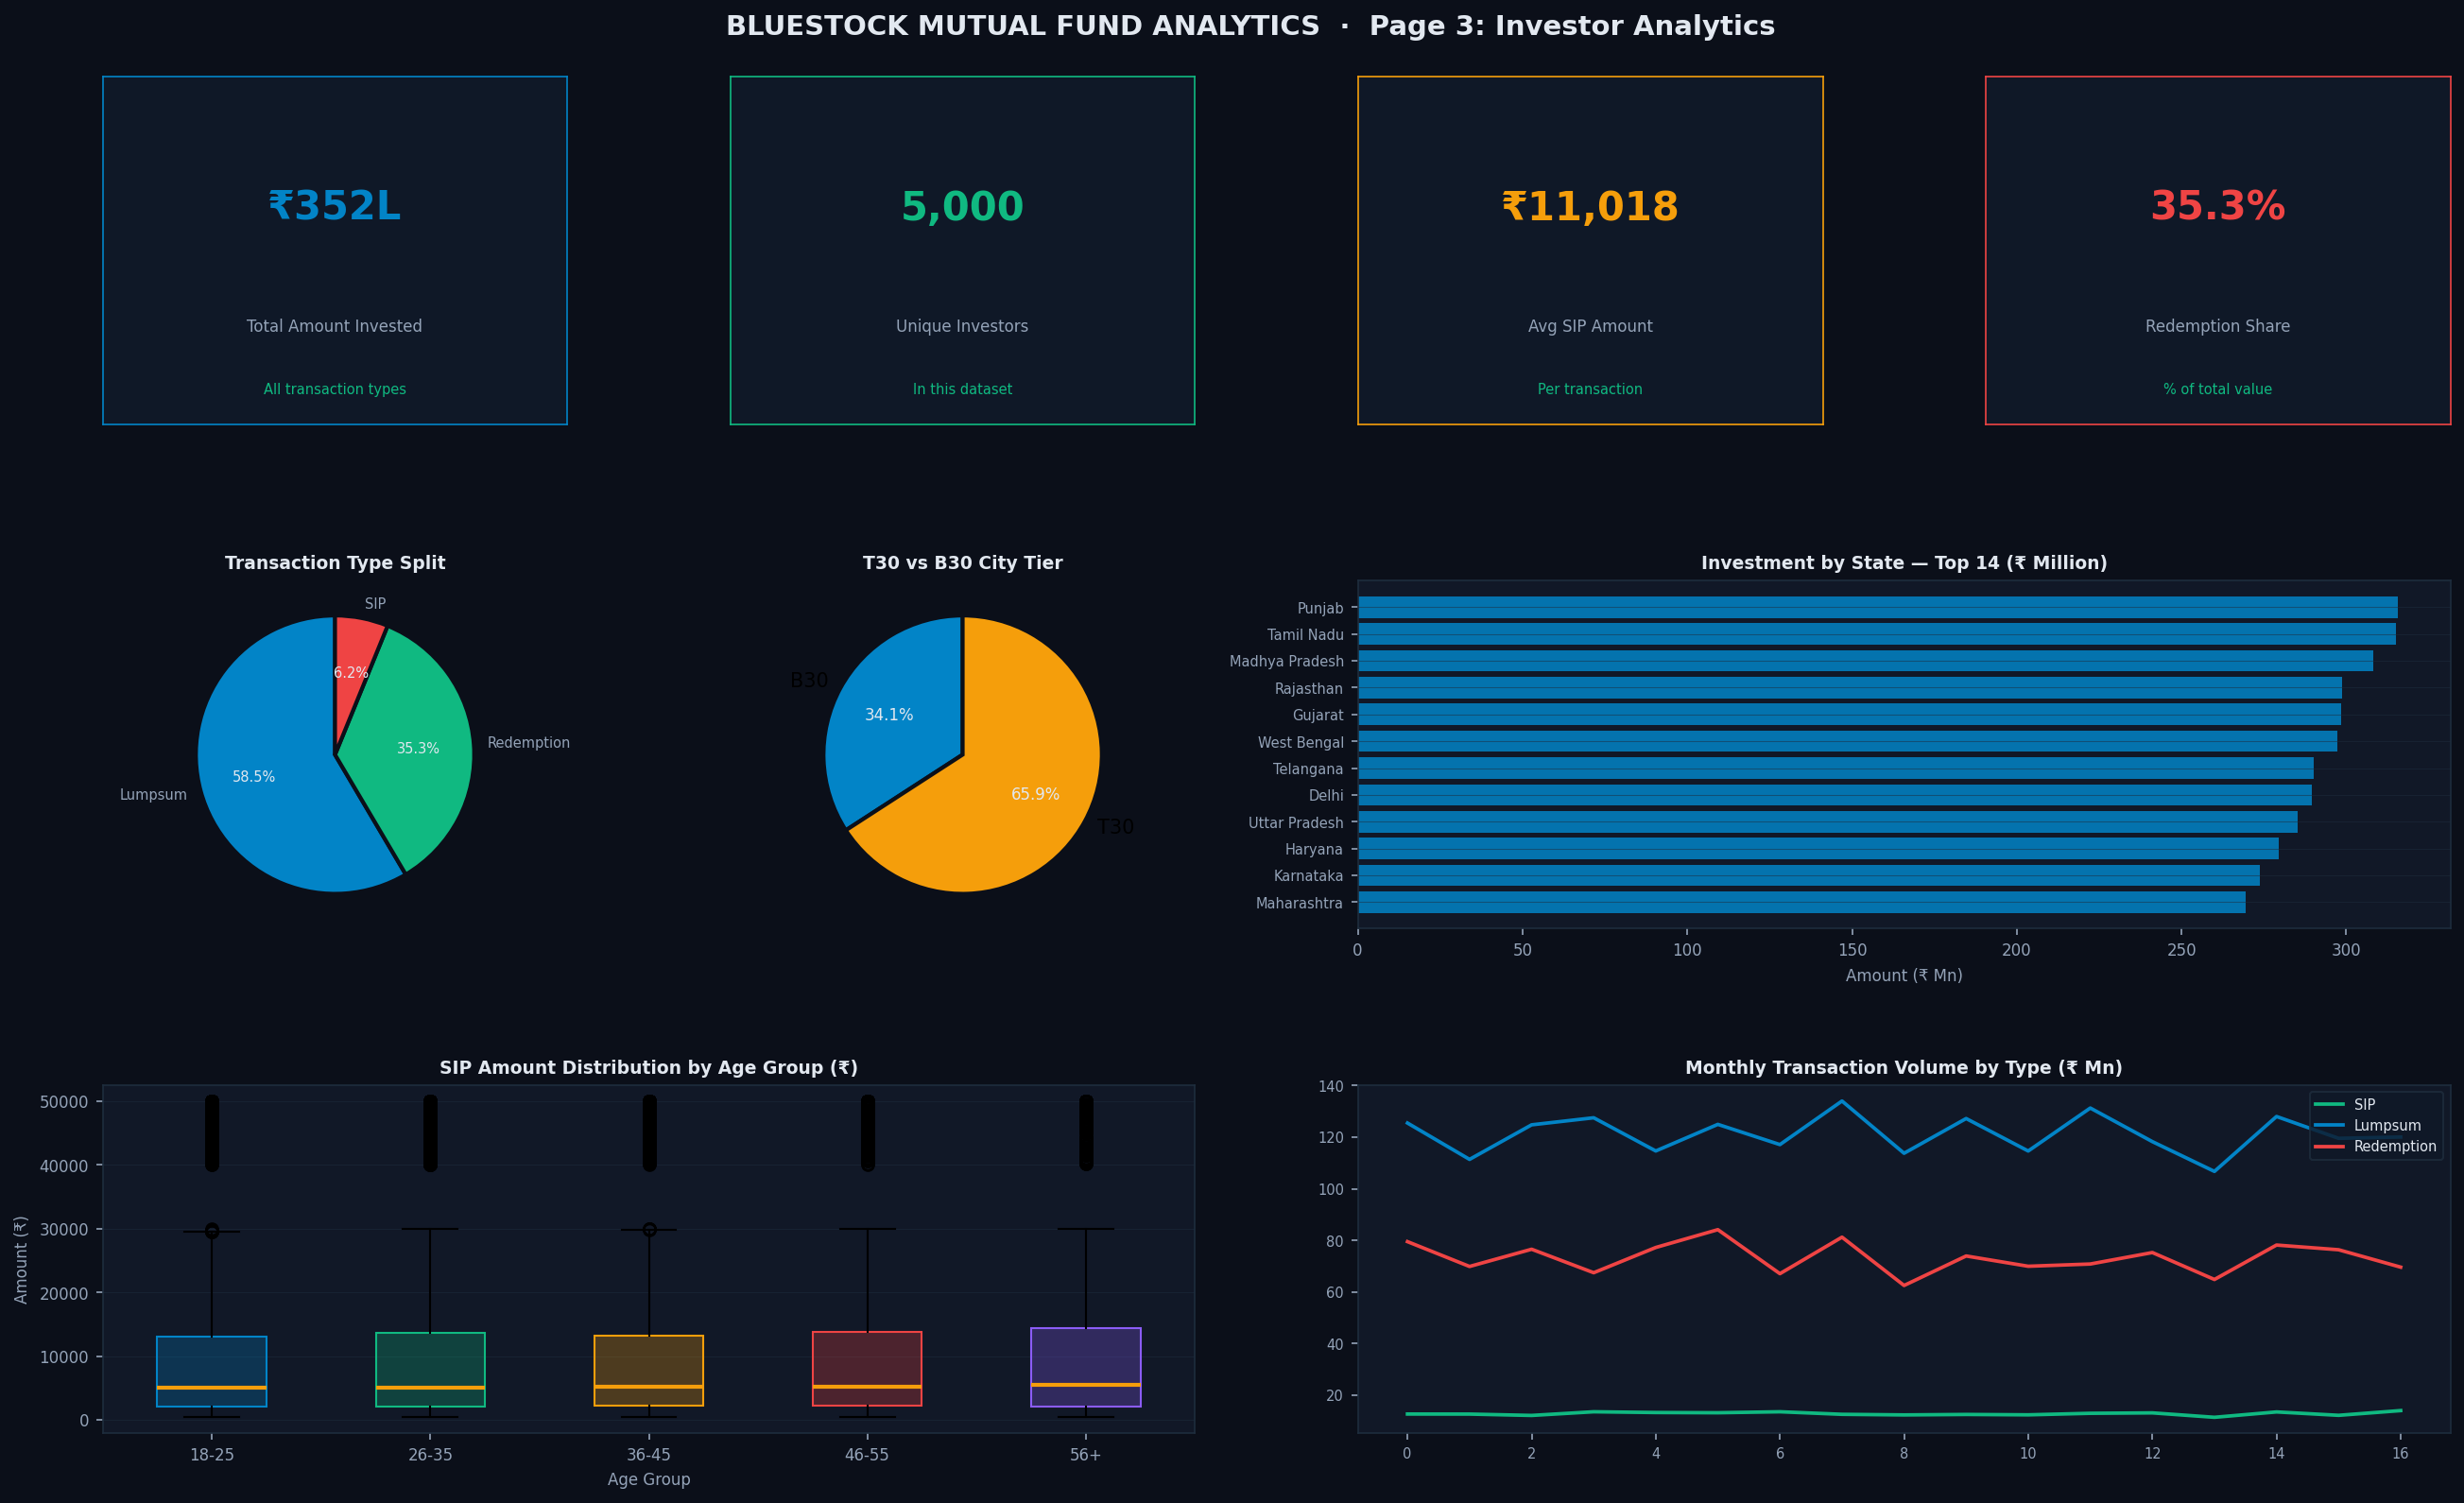 BLUESTOCK MUTUAL FUND ANALYTICS · Page 3: Investor Analytics
₹352L
Total Amount Invested
All transaction types
5,000
Unique Investors
In this dataset
₹11,018
Avg SIP Amount
Per transaction
35.3%
Redemption Share
% of total value
Transaction Type Split
SIP
6.2%
Redemption
35.3%
58.5%
Lumpsum
T30 vs B30 City Tier
B30
34.1%
65.9%
T30
Investment by State — Top 14 (₹ Million)
Punjab
Tamil Nadu
Madhya Pradesh
Rajasthan
Gujarat
West Bengal
Telangana
Delhi
Uttar Pradesh
Haryana
Karnataka
Maharashtra
0 50 100 150 200 250 300
Amount (₹ Mn)
SIP Amount Distribution by Age Group (₹)
Amount (₹)
50000
40000
30000
20000
10000
0
18-25 26-35 36-45 46-55 56+
Age Group
Monthly Transaction Volume by Type (₹ Mn)
140
120
100
80
60
40
20
SIP
Lumpsum
Redemption
0 2 4 6 8 10 12 14 16